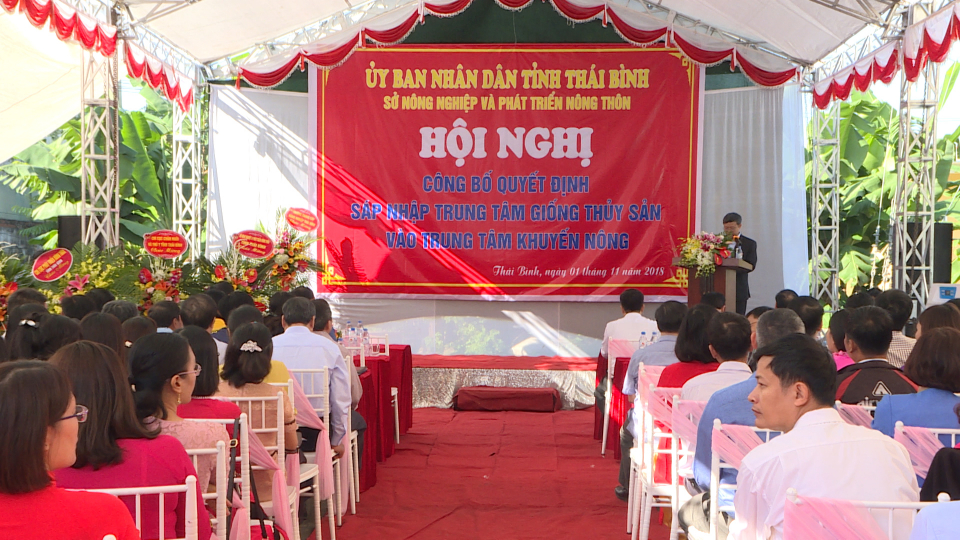 ỦY BAN NHÂN DÂN TỈNH THÁI BÌNH
SỞ NÔNG NGHIỆP VÀ PHÁT TRIỂN NÔNG THÔN
HỘI NGHỊ
CÔNG BỐ QUYẾT ĐỊNH
SÁP NHẬP TRUNG TÂM GIỐNG THỦY SẢN
VÀO TRUNG TÂM KHUYẾN NÔNG
Thái Bình, ngày 01 tháng 11 năm 2018